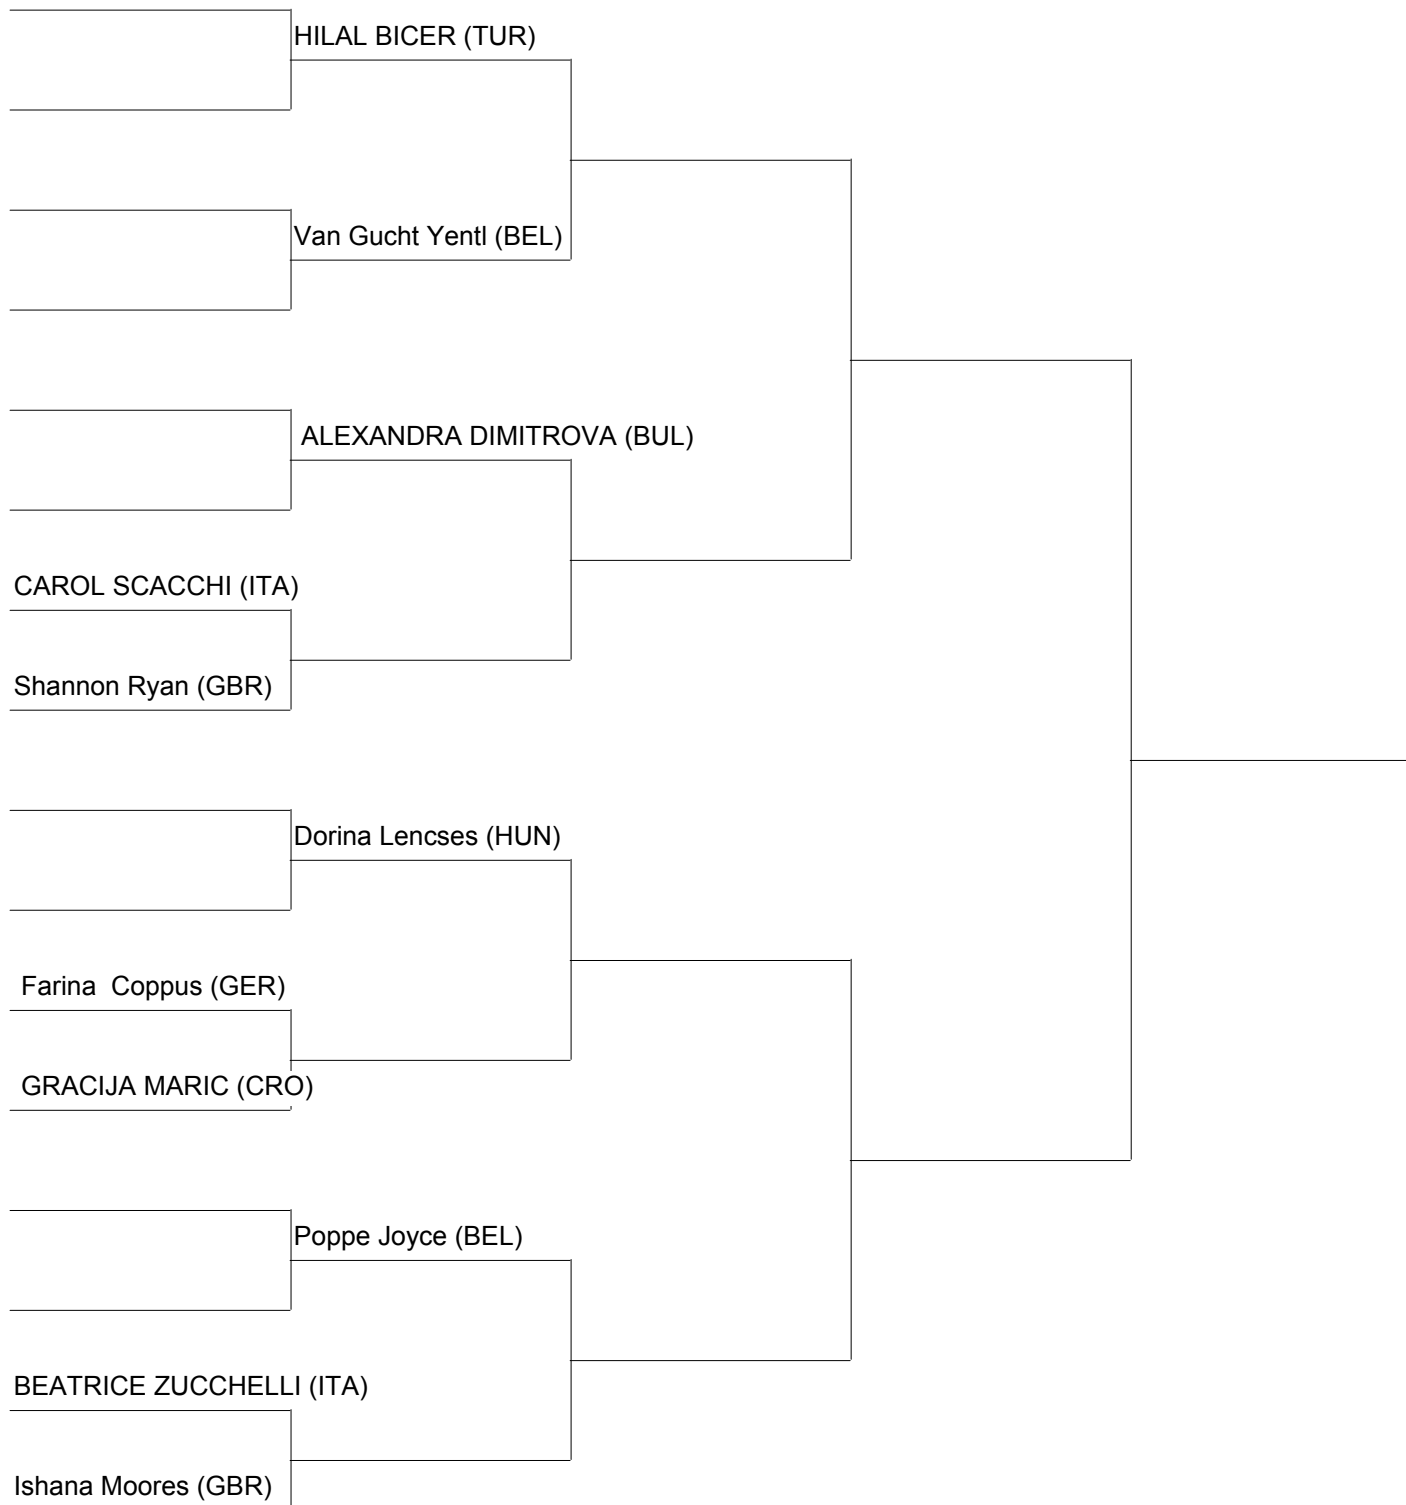 HILAL BICER (TUR)
Van Gucht Yentl (BEL)
ALEXANDRA DIMITROVA (BUL)
CAROL SCACCHI (ITA)
Shannon Ryan (GBR)
Dorina Lencses (HUN)
Farina  Coppus (GER)
GRACIJA MARIC (CRO)
Poppe Joyce (BEL)
BEATRICE ZUCCHELLI (ITA)
Ishana Moores (GBR)